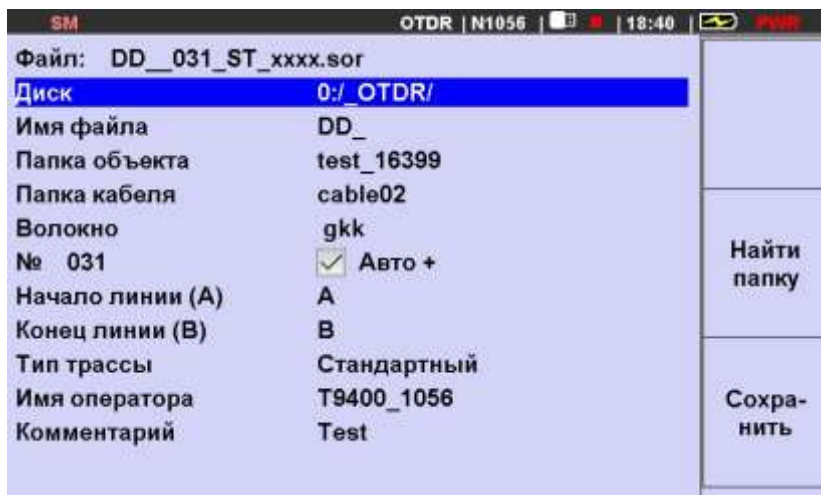 SM OTDR | N1056 | | 18:40 | PWR
Файл: DD__031_ST_xxxx.sor
Диск 0:/_OTDR/
Имя файла DD_
Папка объекта test_16399
Папка кабеля cable02
Волокно gkk
№ 031 Авто +
Начало линии (A) A
Конец линии (B) B
Тип трассы Стандартный
Имя оператора T9400_1056
Комментарий Test
Найти
папку
Сохра-
нить